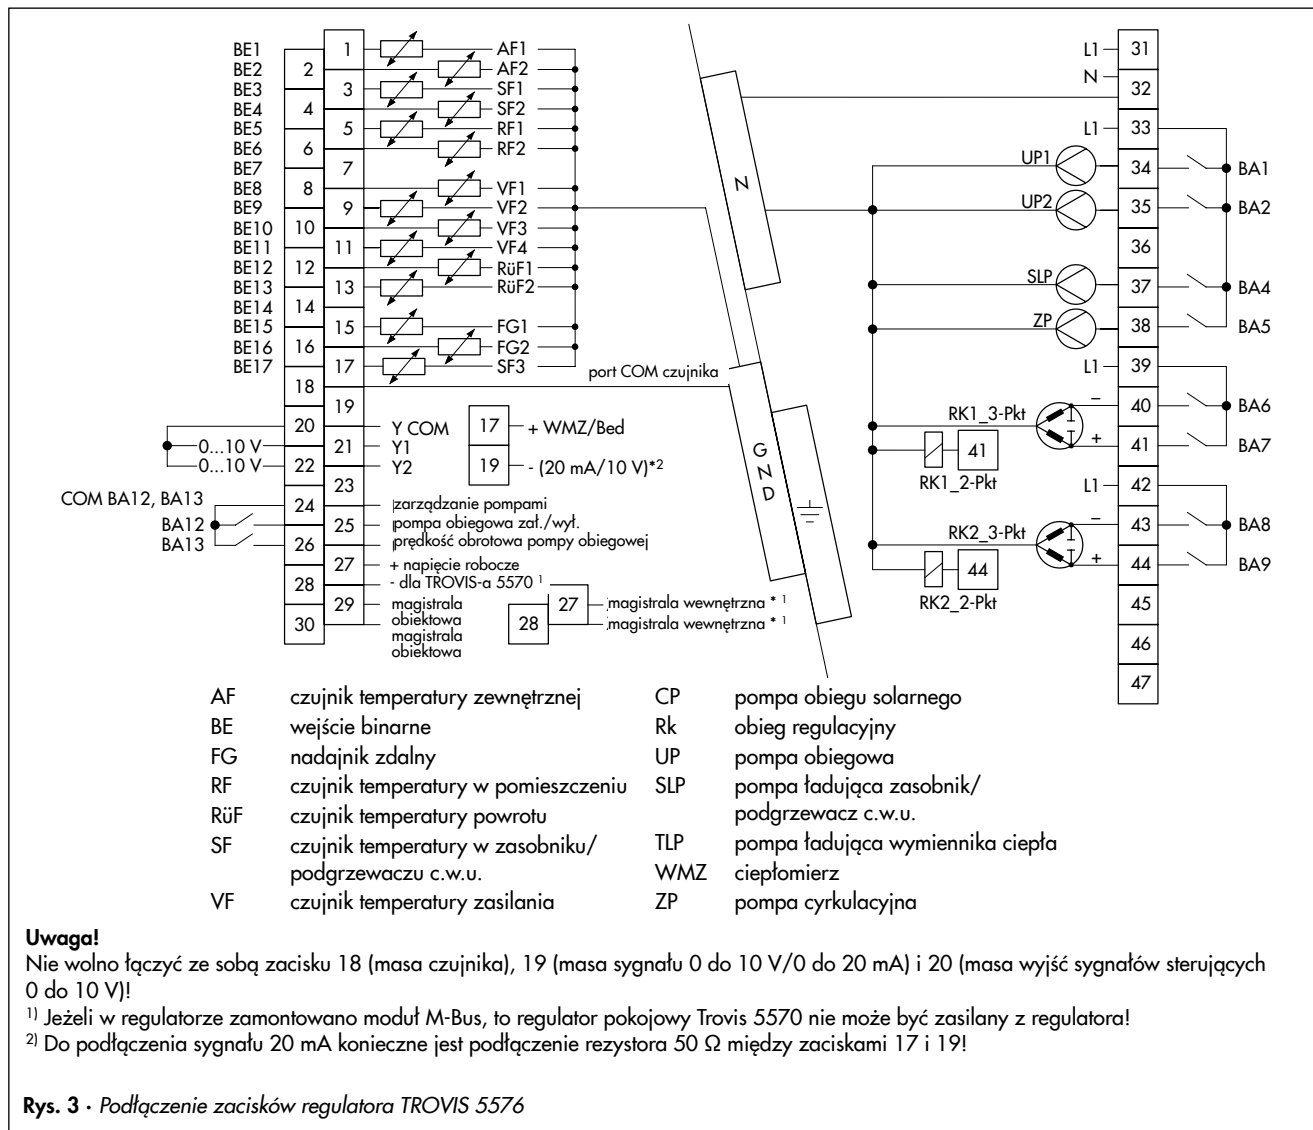 BE1 1 AF1
BE2 2 AF2
BE3 3 SF1
BE4 4 SF2
BE5 5 RF1
BE6 6 RF2
BE7 7
BE8 8 VF1
BE9 9 VF2
BE10 10 VF3
BE11 11 VF4
BE12 12 RüF1
BE13 13 RüF2
BE14 14
BE15 15 FG1
BE16 16 FG2
BE17 17 SF3
18 port COM czujnika
19
20 Y COM
0...10 V 21 Y1
0...10 V 22 Y2
17 + WMZ/Bed
19 - (20 mA/10 V)*2
23
COM BA12, BA13 24 zarządzanie pompami
BA12 25 pompa obiegowa zał./wył.
BA13 26 prędkość obrotowa pompy obiegowej
27 + napięcie robocze
28 - dla TROVIS-a 5570 1
29 magistrala
obiektowa
30 magistrala
obiektowa
27 magistrala wewnętrzna * 1
28 magistrala wewnętrzna * 1
N
GND
L1 31
N 32
L1 33
UP1 34 BA1
UP2 35 BA2
36
SLP 37 BA4
ZP 38 BA5
L1 39
RK1_3-Pkt − 40 BA6
+ 41 BA7
41
RK1_2-Pkt
L1 42
RK2_3-Pkt − 43 BA8
+ 44 BA9
44
RK2_2-Pkt
45
46
47
AF czujnik temperatury zewnętrznej
BE wejście binarne
FG nadajnik zdalny
RF czujnik temperatury w pomieszczeniu
RüF czujnik temperatury powrotu
SF czujnik temperatury w zasobniku/
podgrzewaczu c.w.u.
VF czujnik temperatury zasilania
CP pompa obiegu solarnego
Rk obieg regulacyjny
UP pompa obiegowa
SLP pompa ładująca zasobnik/
podgrzewacz c.w.u.
TLP pompa ładująca wymiennika ciepła
WMZ ciepłomierz
ZP pompa cyrkulacyjna
Uwaga!
Nie wolno łączyć ze sobą zacisku 18 (masa czujnika), 19 (masa sygnału 0 do 10 V/0 do 20 mA) i 20 (masa wyjść sygnałów sterujących
0 do 10 V)!
1) Jeżeli w regulatorze zamontowano moduł M-Bus, to regulator pokojowy Trovis 5570 nie może być zasilany z regulatora!
2) Do podłączenia sygnału 20 mA konieczne jest podłączenie rezystora 50 Ω między zaciskami 17 i 19!
Rys. 3 · Podłączenie zacisków regulatora TROVIS 5576